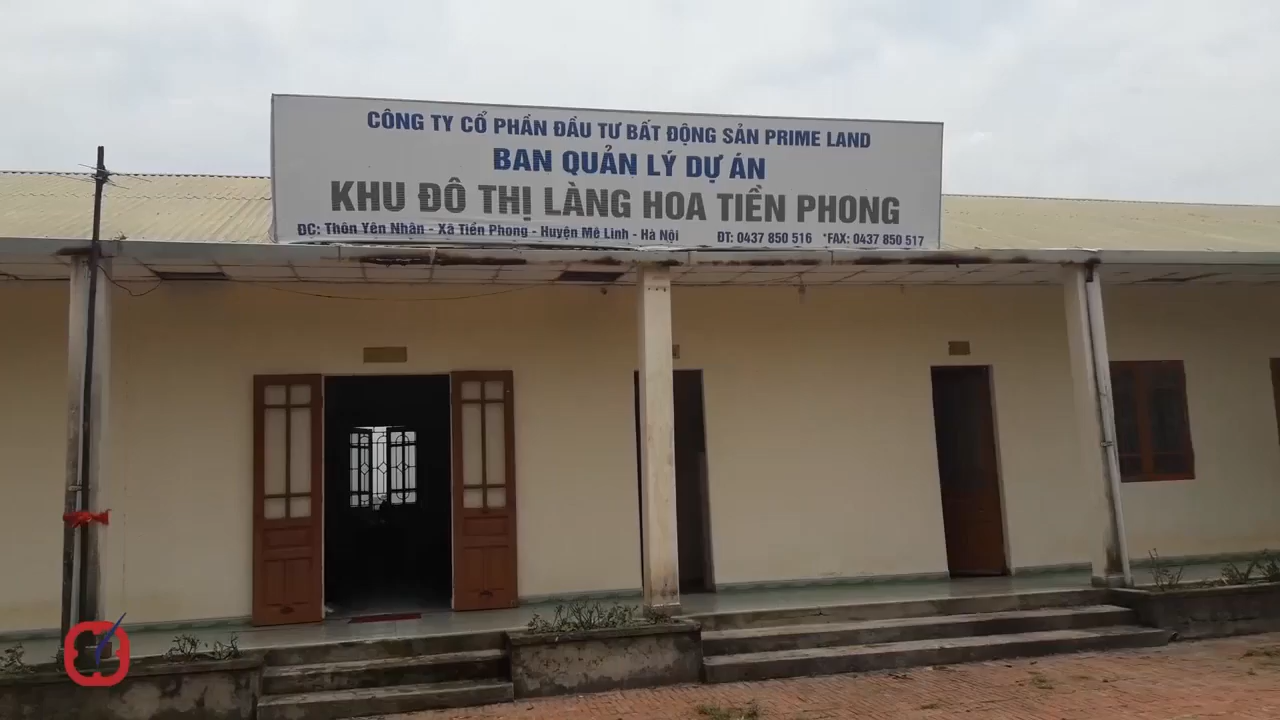 CÔNG TY CỔ PHẦN ĐẦU TƯ BẤT ĐỘNG SẢN PRIME LAND
BAN QUẢN LÝ DỰ ÁN
KHU ĐÔ THỊ LÀNG HOA TIỀN PHONG
ĐC: Thôn Yên Nhân - Xã Tiền Phong - Huyện Mê Linh - Hà Nội ĐT: 0437 850 516 *FAX: 0437 850 517